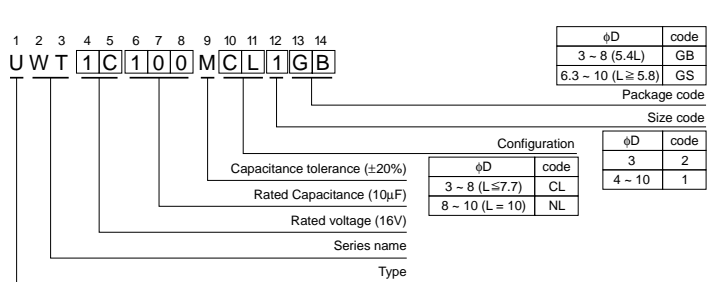 1 2 3 4 5 6 7 8 9 10 11 12 13 14
U W T 1 C 1 0 0 M C L 1 G B
φD code
3 ~ 8 (5.4L) GB
6.3 ~ 10 (L≧5.8) GS
Package code
Size code
φD code
3 2
4 ~ 10 1
Configuration
φD code
3 ~ 8 (L≦7.7) CL
8 ~ 10 (L = 10) NL
Capacitance tolerance (±20%)
Rated Capacitance (10μF)
Rated voltage (16V)
Series name
Type